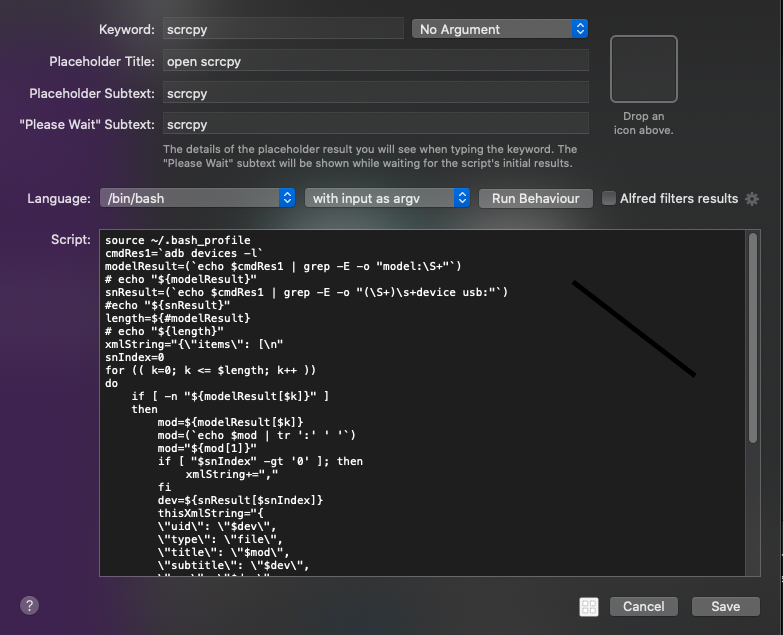 Keyword: scrcpy No Argument
Placeholder Title: open scrcpy
Placeholder Subtext: scrcpy
"Please Wait" Subtext: scrcpy
Drop an
icon above.
The details of the placeholder result you will see when typing the keyword. The
"Please Wait" subtext will be shown while waiting for the script's initial results.
Language: /bin/bash with input as argv Run Behaviour Alfred filters results
Script:
source ~/.bash_profile
cmdRes1=`adb devices -l`
modelResult=(`echo $cmdRes1 | grep -E -o "model:\S+"`)
# echo "${modelResult}"
snResult=(`echo $cmdRes1 | grep -E -o "(\S+)\s+device usb:"`)
#echo "${snResult}"
length=${#modelResult}
# echo "${length}"
xmlString="{\"items\": [\n"
snIndex=0
for (( k=0; k <= $length; k++ ))
do
if [ -n "${modelResult[$k]}" ]
then
mod=${modelResult[$k]}
mod=(`echo $mod | tr ':' ' '`)
mod="${mod[1]}"
if [ "$snIndex" -gt '0' ]; then
xmlString+=","
fi
dev=${snResult[$snIndex]}
thisXmlString="{
\"uid\": \"$dev\",
\"type\": \"file\",
\"title\": \"$mod\",
\"subtitle\": \"$dev\",
? Cancel Save